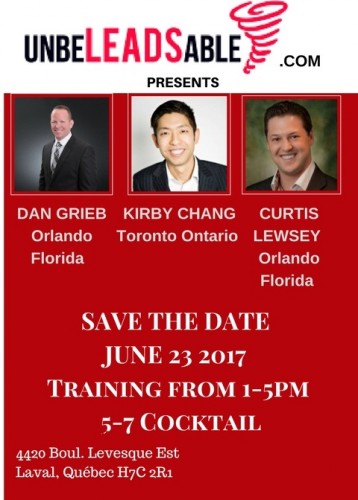 UNBELEADSABLE
.COM
PRESENTS
DAN GRIEB
Orlando
Florida
KIRBY CHANG
Toronto Ontario
CURTIS
LEWSEY
Orlando
Florida
SAVE THE DATE
JUNE 23 2017
TRAINING FROM 1-5PM
5-7 COCKTAIL
4420 Boul. Levesque Est
Laval, Québec H7C 2R1